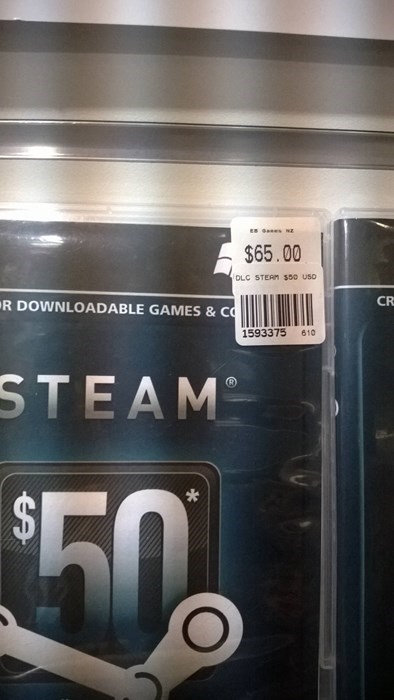 EB Games NZ
$65.00
DLC STEAM $50 USD
1593375 610
OR DOWNLOADABLE GAMES & CO
CR
STEAM®
$50*